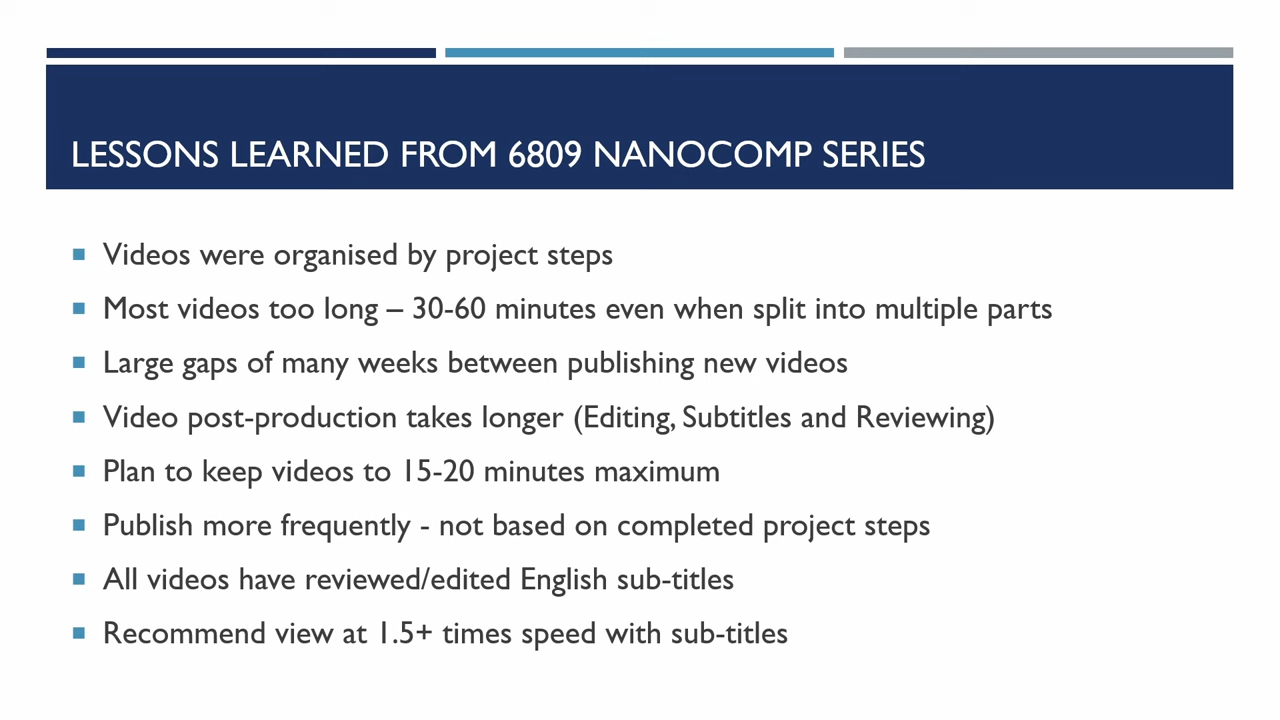 LESSONS LEARNED FROM 6809 NANOCOMP SERIES
Videos were organised by project steps
Most videos too long – 30-60 minutes even when split into multiple parts
Large gaps of many weeks between publishing new videos
Video post-production takes longer (Editing, Subtitles and Reviewing)
Plan to keep videos to 15-20 minutes maximum
Publish more frequently - not based on completed project steps
All videos have reviewed/edited English sub-titles
Recommend view at 1.5+ times speed with sub-titles